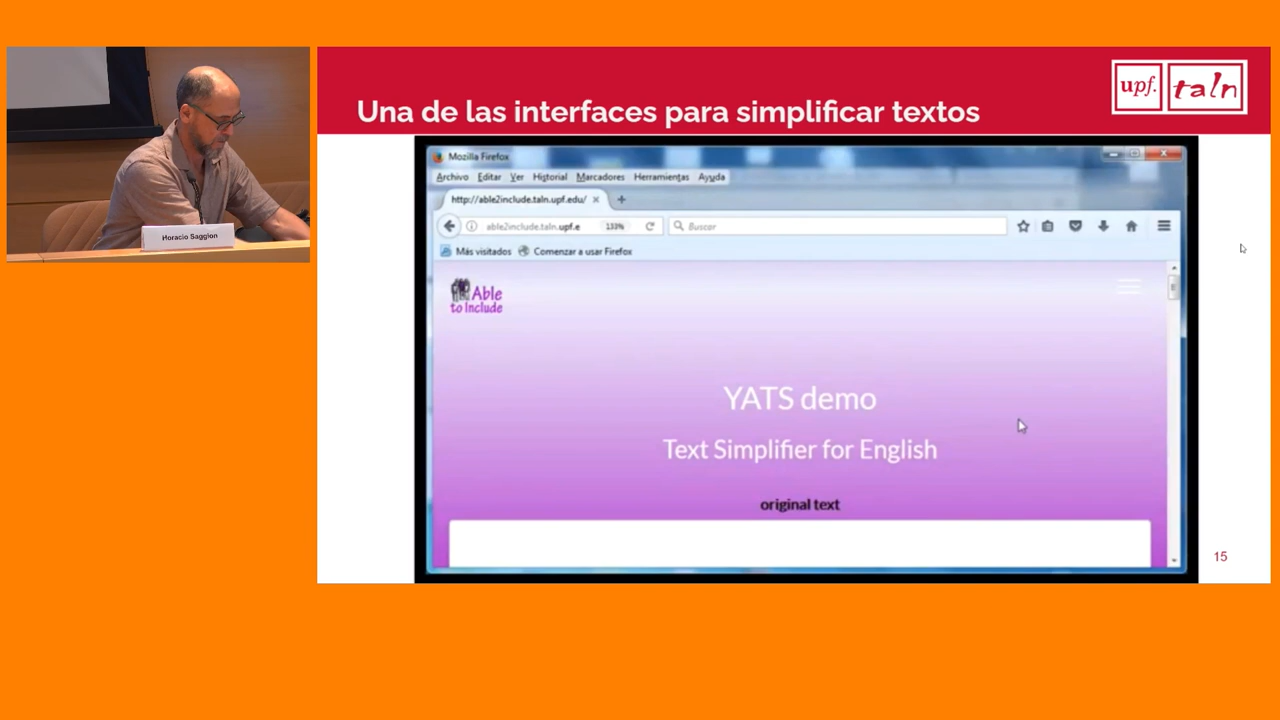 Horacio Saggion
Una de las interfaces para simplificar textos
upf. taln
Mozilla Firefox
Archivo Editar Ver Historial Marcadores Herramientas Ayuda
http://able2include.taln.upf.edu/
able2include.taln.upf.e 133% Buscar
Más visitados Comenzar a usar Firefox
Able
to Include
YATS demo
Text Simplifier for English
original text
15